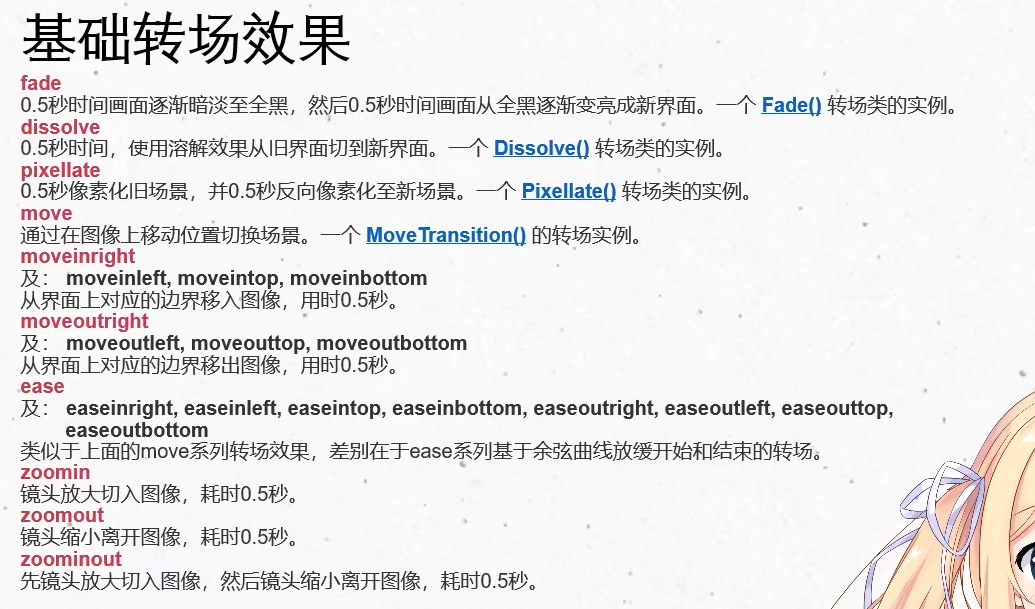 基础转场效果
fade
0.5秒时间画面逐渐暗淡至全黑，然后0.5秒时间画面从全黑逐渐变亮成新界面。一个 Fade() 转场类的实例。
dissolve
0.5秒时间，使用溶解效果从旧界面切到新界面。一个 Dissolve() 转场类的实例。
pixellate
0.5秒像素化旧场景，并0.5秒反向像素化至新场景。一个 Pixellate() 转场类的实例。
move
通过在图像上移动位置切换场景。一个 MoveTransition() 的转场实例。
moveinright
及： moveinleft, moveintop, moveinbottom
从界面上对应的边界移入图像，用时0.5秒。
moveoutright
及： moveoutleft, moveouttop, moveoutbottom
从界面上对应的边界移出图像，用时0.5秒。
ease
及： easeinright, easeinleft, easeintop, easeinbottom, easeoutright, easeoutleft, easeouttop,
easeoutbottom
类似于上面的move系列转场效果，差别在于ease系列基于余弦曲线放缓开始和结束的转场。
zoomin
镜头放大切入图像，耗时0.5秒。
zoomout
镜头缩小离开图像，耗时0.5秒。
zoominout
先镜头放大切入图像，然后镜头缩小离开图像，耗时0.5秒。